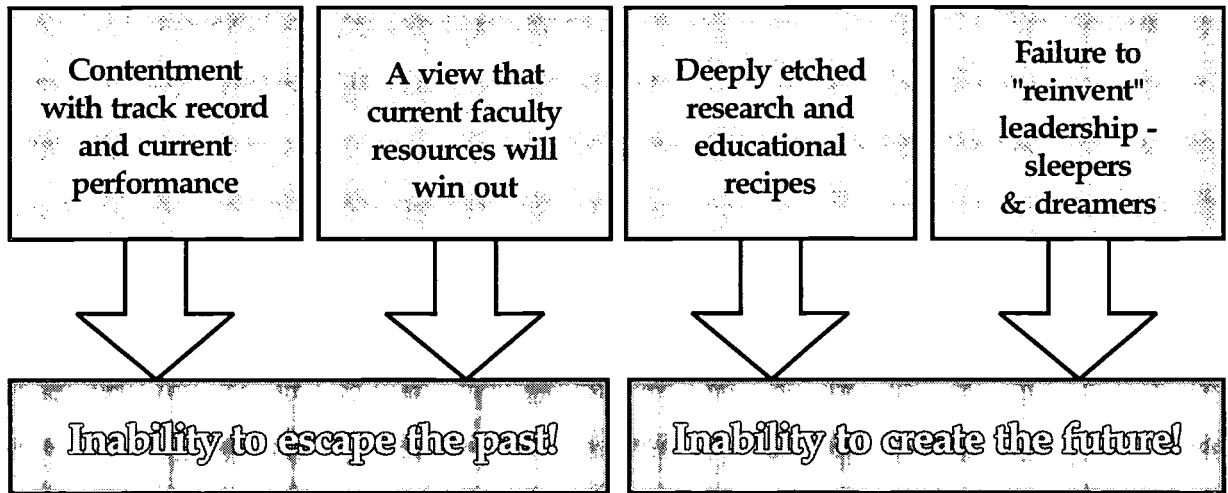 Contentment
with track record
and current
performance
A view that
current faculty
resources will
win out
Deeply etched
research and
educational
recipes
Failure to
"reinvent"
leadership -
sleepers
& dreamers
Inability to escape the past!
Inability to create the future!